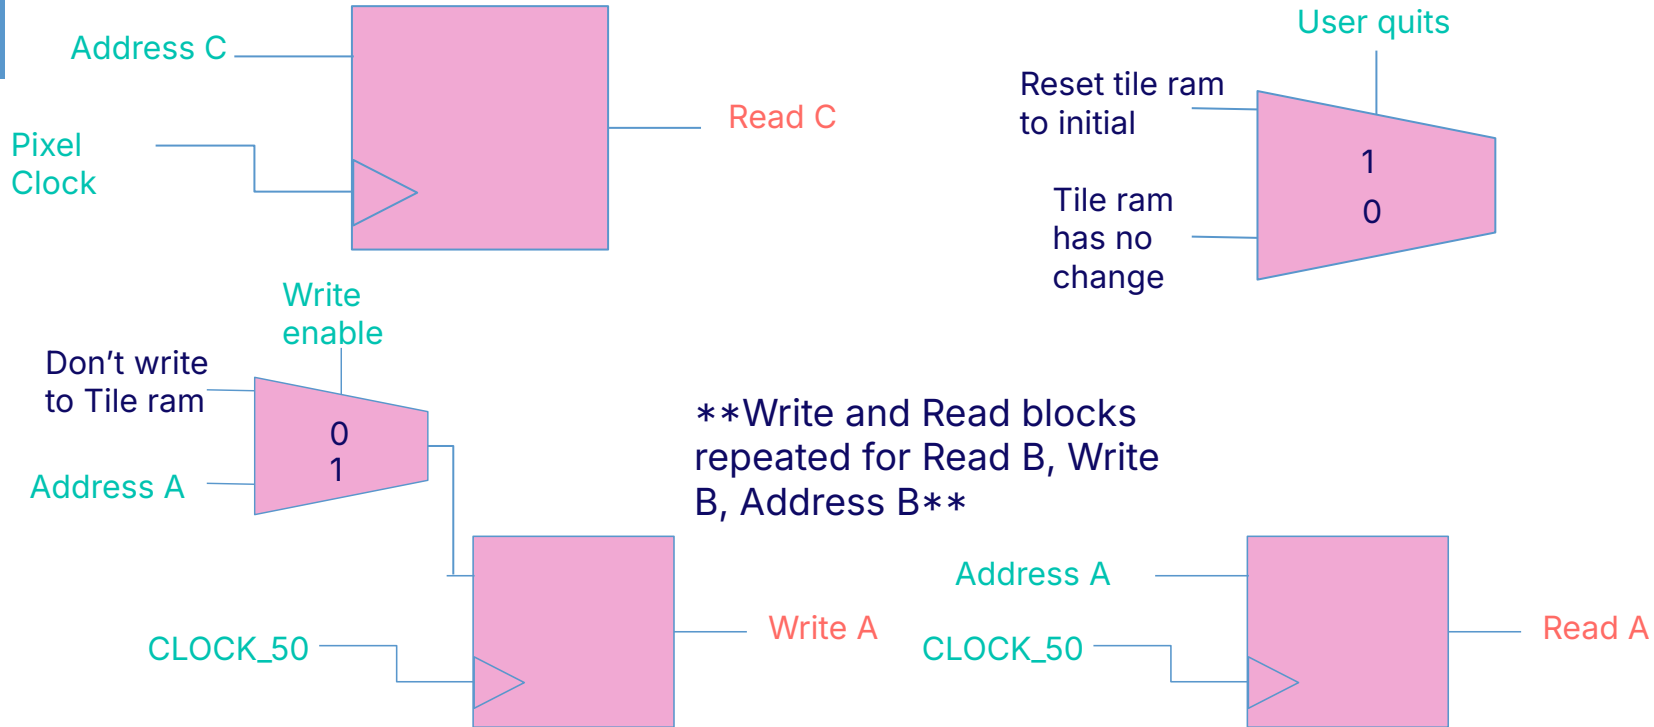 Address C
Pixel
Clock
Read C
User quits
Reset tile ram
to initial
1
0
Tile ram
has no
change
Write
enable
Don’t write
to Tile ram
0
1
Address A
**Write and Read blocks
repeated for Read B, Write
B, Address B**
CLOCK_50
Write A
Address A
CLOCK_50
Read A